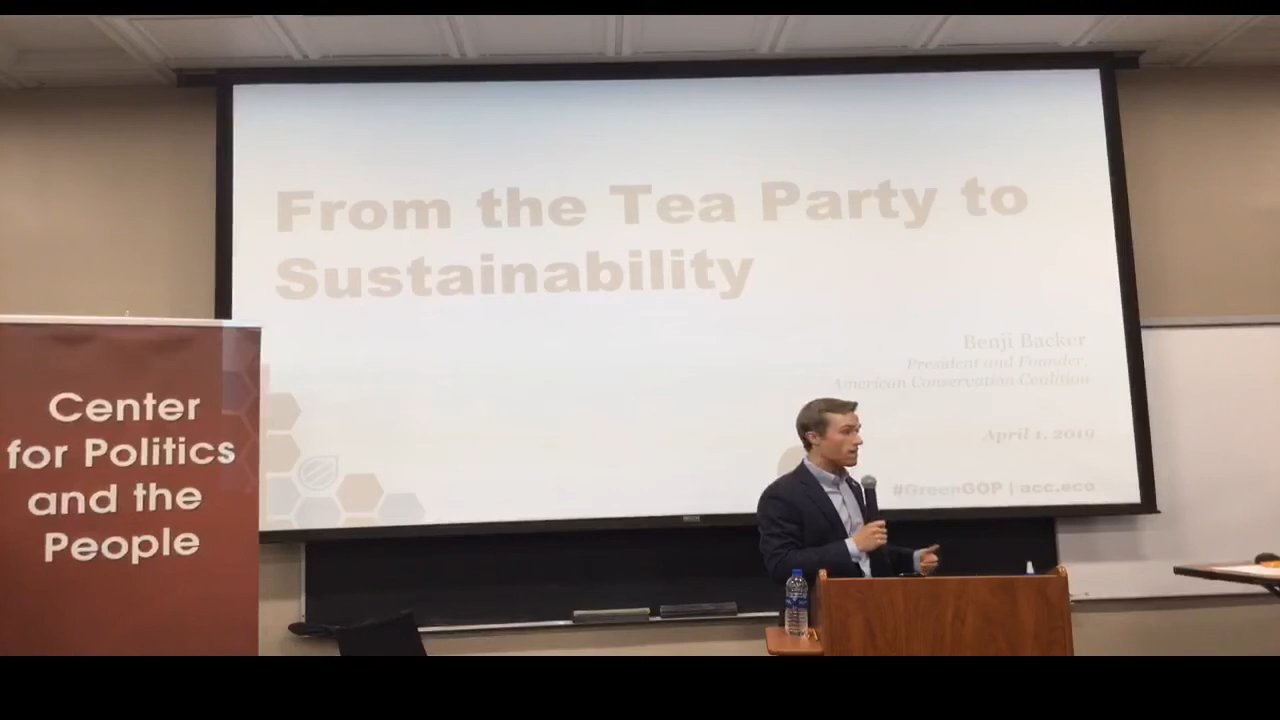 From the Tea Party to
Sustainability
Benji Backer
President and Founder,
American Conservation Coalition
April 1, 2019
#GreenGOP | acc.eco
Center
for Politics
and the
People